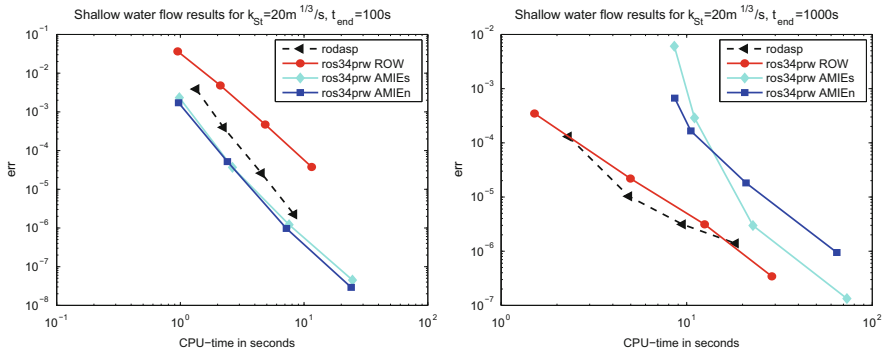 Shallow water flow results for k_St=20m^1/3/s, t_end=100s
10^-1
10^-2
10^-3
10^-4
10^-5
10^-6
10^-7
10^-8
err
10^-1
10^0
10^1
10^2
CPU−time in seconds
rodasp
ros34prw ROW
ros34prw AMIEs
ros34prw AMIEn
Shallow water flow results for k_St=20m^1/3/s, t_end=1000s
10^-2
10^-3
10^-4
10^-5
10^-6
10^-7
err
10^0
10^1
10^2
CPU−time in seconds
rodasp
ros34prw ROW
ros34prw AMIEs
ros34prw AMIEn